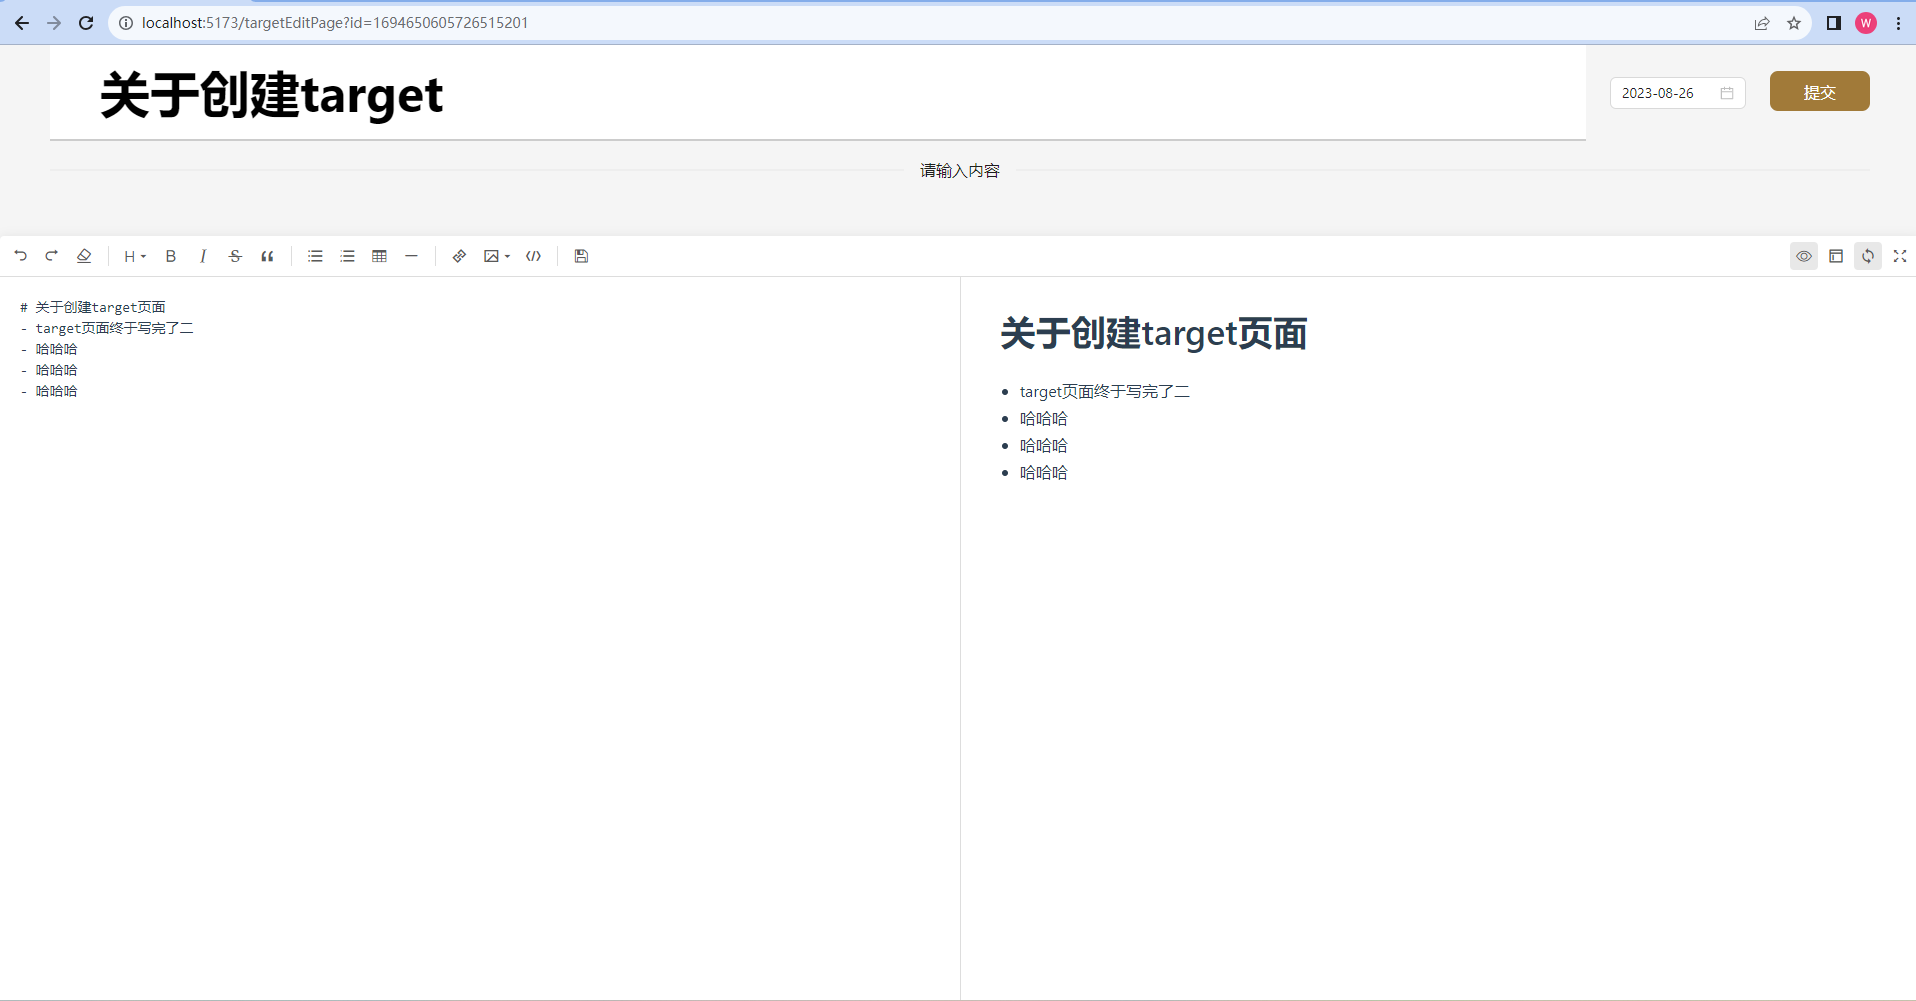 localhost:5173/targetEditPage?id=1694650605726515201
W
关于创建target
2023-08-26
提交
请输入内容
H
B
I
S
# 关于创建target页面
- target页面终于写完了二
- 哈哈哈
- 哈哈哈
- 哈哈哈
关于创建target页面
• target页面终于写完了二
• 哈哈哈
• 哈哈哈
• 哈哈哈